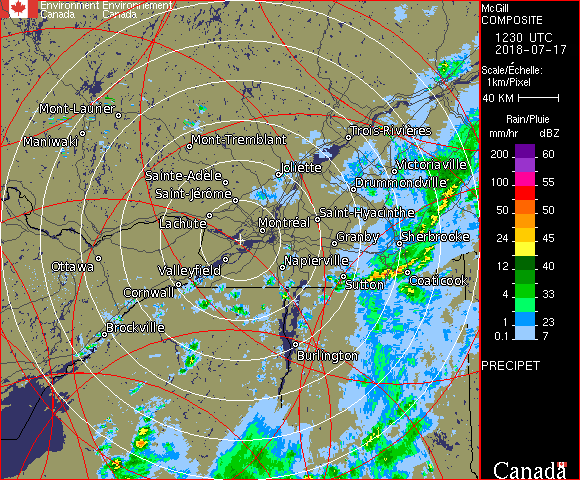 Environment Environnement
Canada Canada
McGill
COMPOSITE
1230 UTC
2018-07-17
Scale/Échelle:
1km/Pixel
40 KM
Rain/Pluie
mm/hr dBZ
200 60
100 55
50 50
24 45
12 40
4 33
1 23
0.1 7
PRECIPET
Canada
Mont-Laurier
Maniwaki
Mont-Tremblant
Trois-Rivières
Sainte-Adèle
Joliette
Victoriaville
Saint-Jérôme
Drummondville
Lachute
Montréal
Saint-Hyacinthe
Granby
Sherbrooke
Ottawa
Valleyfield
Napierville
Cornwall
Sutton
Coaticook
Brockville
Burlington